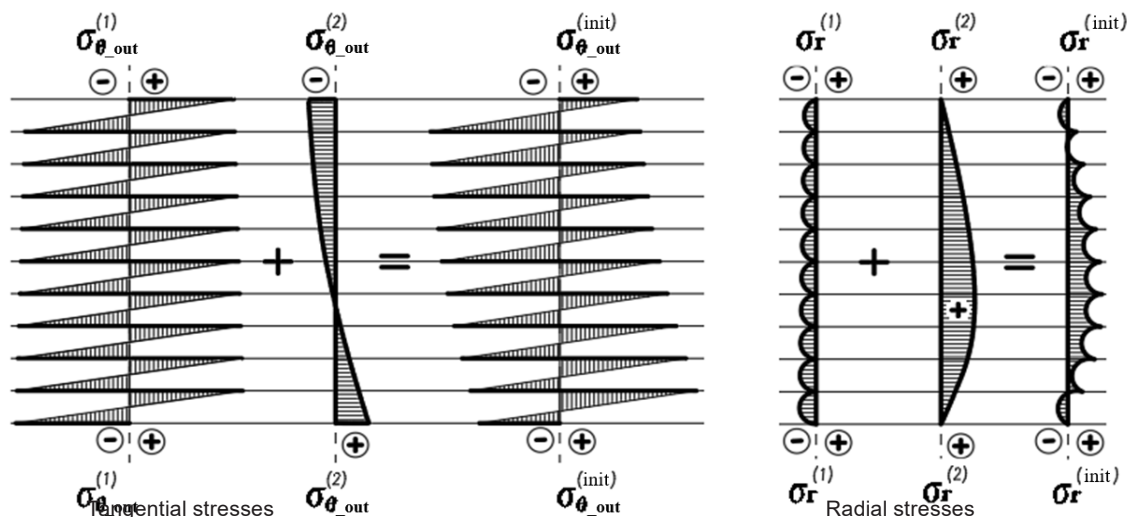 σθ_out(1) σθ_out(2) σθ_out(init) σr(1) σr(2) σr(init)
- + - - + - + + - +
+ = + + =
- + + - + - + + - +
σθ_out(1) σθ_out(2) σθ_out(init) σr(1) σr(2) σr(init)
Tangential stresses Radial stresses